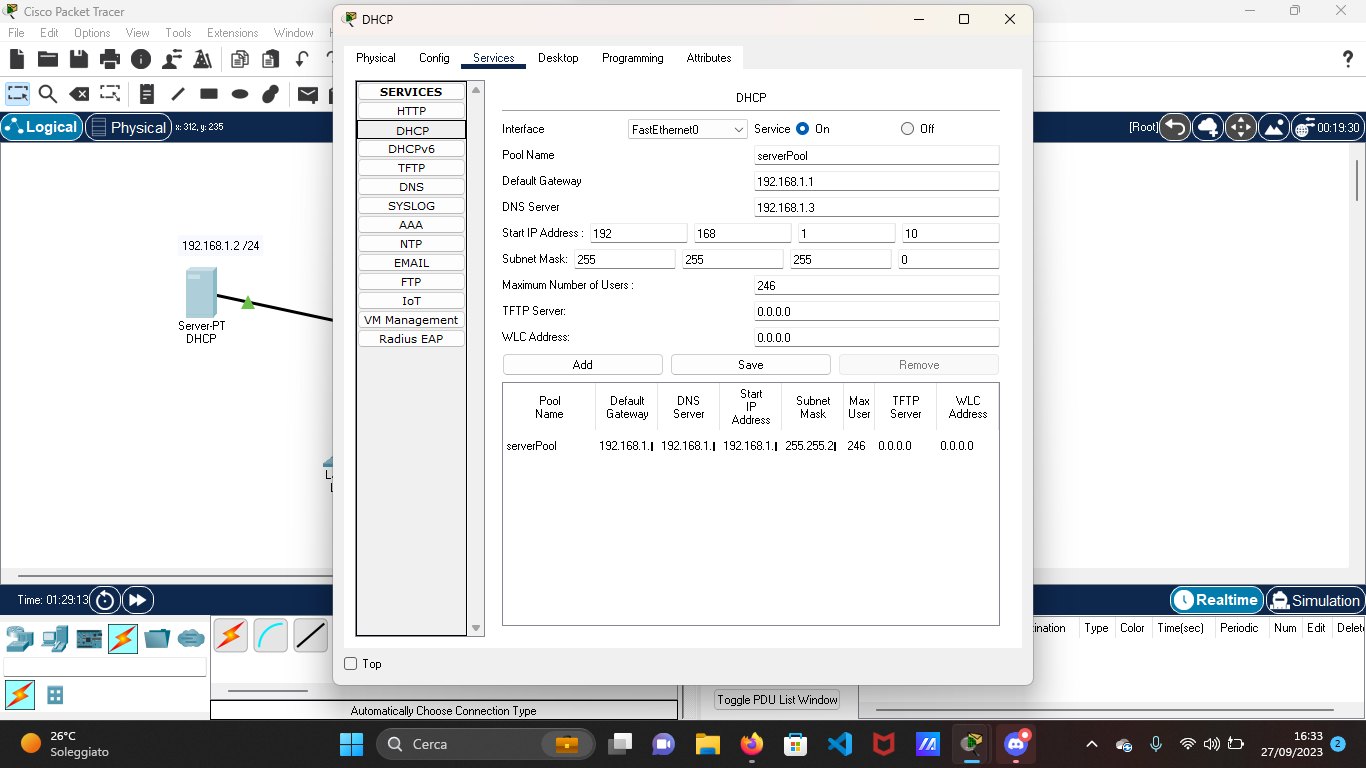 Cisco Packet Tracer
DHCP
File Edit Options View Tools Extensions Window
Physical Config Services Desktop Programming Attributes
Logical Physical x: 312, y: 235
[Root] 00:19:30
SERVICES
HTTP
DHCP
DHCPv6
TFTP
DNS
SYSLOG
AAA
NTP
EMAIL
FTP
IoT
VM Management
Radius EAP
DHCP
Interface FastEthernet0 Service On Off
Pool Name serverPool
Default Gateway 192.168.1.1
DNS Server 192.168.1.3
Start IP Address : 192 168 1 10
Subnet Mask: 255 255 255 0
Maximum Number of Users : 246
TFTP Server: 0.0.0.0
WLC Address: 0.0.0.0
Add Save Remove
Pool Name Default Gateway DNS Server Start IP Address Subnet Mask Max User TFTP Server WLC Address
serverPool 192.168.1. 192.168.1. 192.168.1. 255.255.2 246 0.0.0.0 0.0.0.0
Top
192.168.1.2 /24
Server-PT
DHCP
Time: 01:29:13
Realtime Simulation
Type Color Time(sec) Periodic Num Edit
Toggle PDU List Window
Automatically Choose Connection Type
26°C
Soleggiato
Cerca
16:33
27/09/2023
2